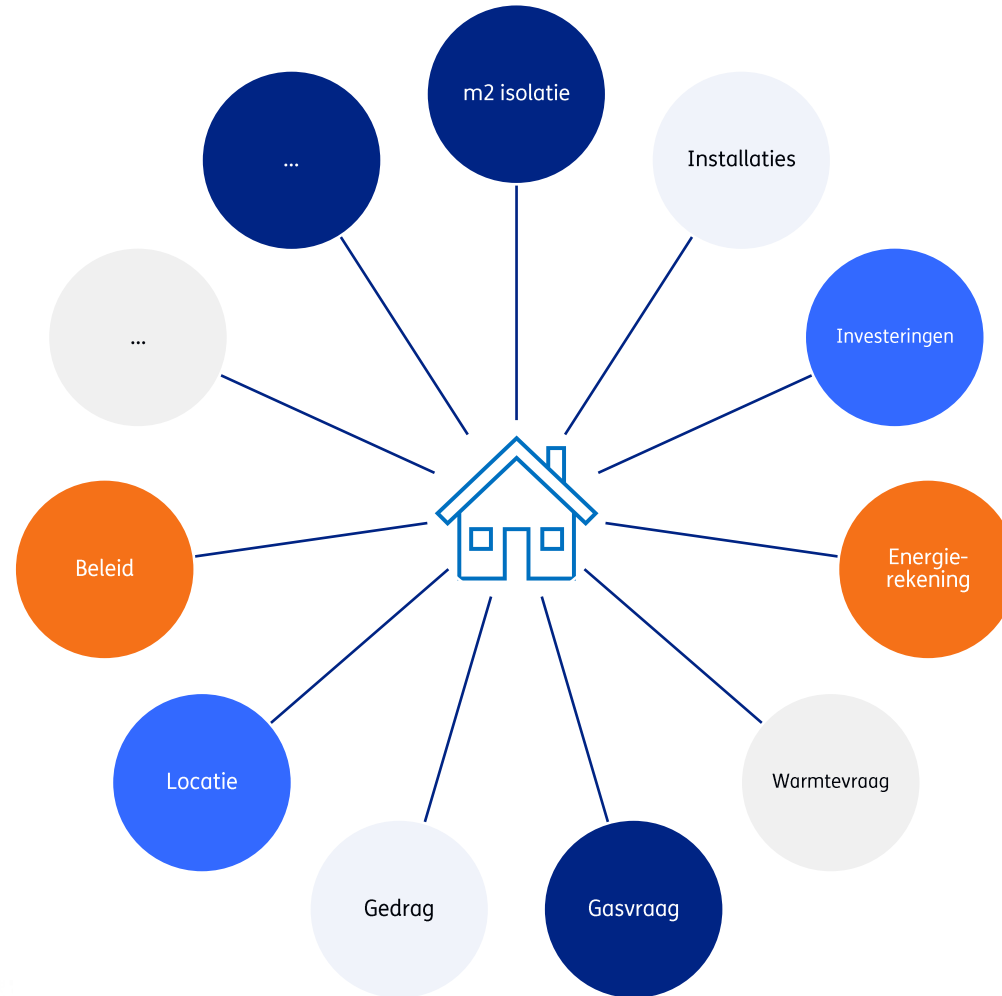 m2 isolatie
Installaties
Investeringen
Energie-
rekening
Warmtevraag
Gasvraag
Gedrag
Locatie
Beleid
...
...